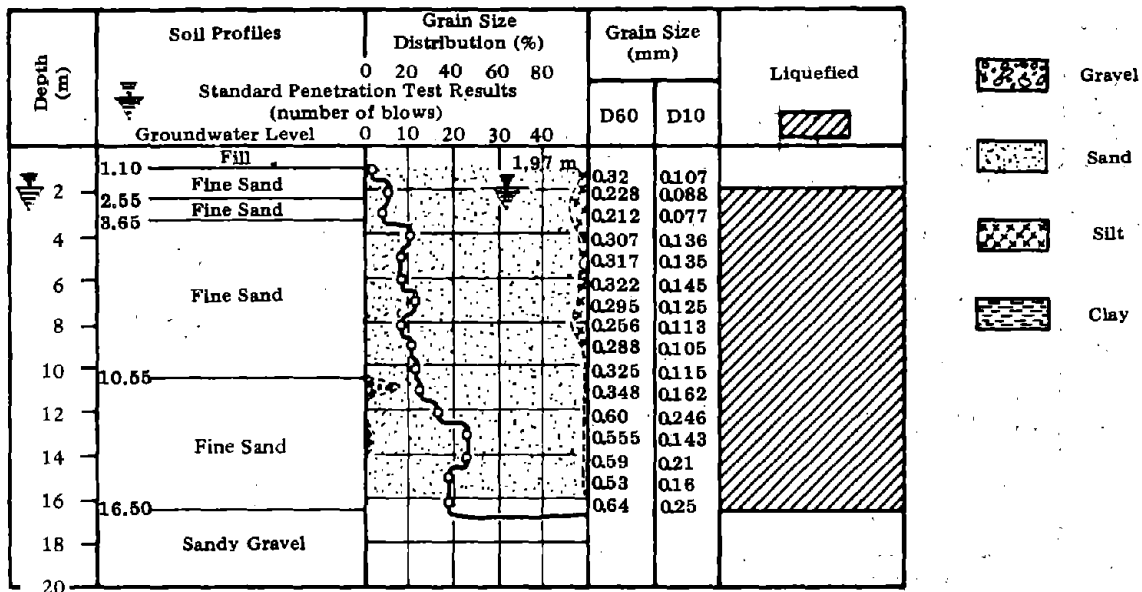 Depth (m)
Soil Profiles
Groundwater Level
Grain Size
Distribution (%)
0 20 40 60 80
Standard Penetration Test Results
(number of blows)
0 10 20 30 40
Grain Size
(mm)
D60 D10
Liquefied
Gravel
Sand
Silt
Clay
1.97 m
Fill
1.10
Fine Sand
2.55
Fine Sand
3.65
Fine Sand
10.55
Fine Sand
16.50
Sandy Gravel
2
4
6
8
10
12
14
16
18
20
0.32 0.107
0.228 0.088
0.212 0.077
0.307 0.136
0.317 0.135
0.322 0.145
0.295 0.125
0.256 0.113
0.288 0.105
0.325 0.115
0.348 0.162
0.60 0.246
0.555 0.143
0.59 0.21
0.53 0.16
0.64 0.25